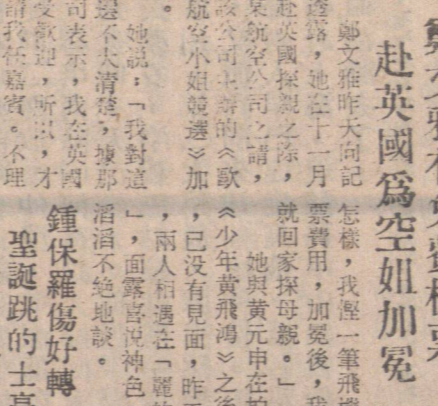 赴英國爲空姐加冕
鄭文雅昨天向記
透露，她在十一月
赴英國探親之際，
某航空公司之請，
該公司主辦的《歌
航空小姐競選》加
。
她說：「我對這
選不大清楚，據那
司表示，我在英國
受歡迎，所以，才
請我任嘉賓。不理
怎樣，我慳一筆飛機
票費用，加冕後，我
就回家探母親。」
她與黃元申在拍
《少年黃飛鴻》之後
，已没有見面，昨天
，兩人相遇在「麗的
」，面露喜悅神色
滔滔不絕地談。
鍾保羅傷好轉
聖誕跳的士高